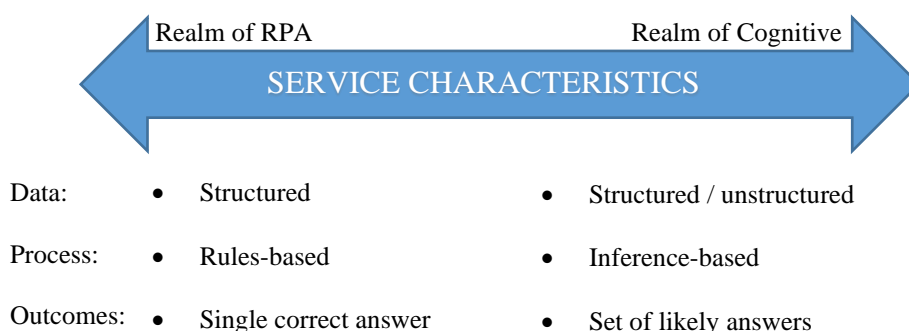 Realm of RPA Realm of Cognitive
SERVICE CHARACTERISTICS
Data: • Structured • Structured / unstructured
Process: • Rules-based • Inference-based
Outcomes: • Single correct answer • Set of likely answers